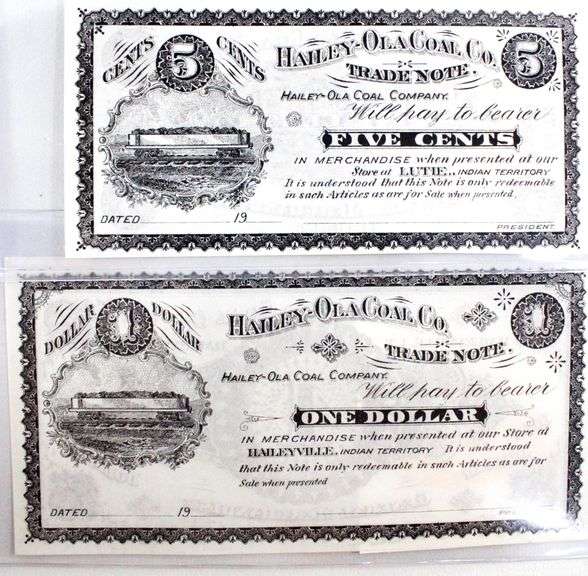 CENTS 5 CENTS
HAILEY-OLA COAL CO. 5
TRADE NOTE.
HAILEY-OLA COAL COMPANY.
Will pay to bearer
FIVE CENTS
IN MERCHANDISE when presented at our
Store at LUTIE., INDIAN TERRITORY
It is understood that this Note is only redeemable
in such Articles as are for Sale when presented.
DATED 19
PRESIDENT
DOLLAR 1 DOLLAR
HAILEY-OLA COAL CO. 1
TRADE NOTE.
HAILEY-OLA COAL COMPANY.
Will pay to bearer
ONE DOLLAR
IN MERCHANDISE when presented at our Store at
HAILEYVILLE, INDIAN TERRITORY It is understood
that this Note is only redeemable in such Articles as are for
Sale when presented
DATED 19